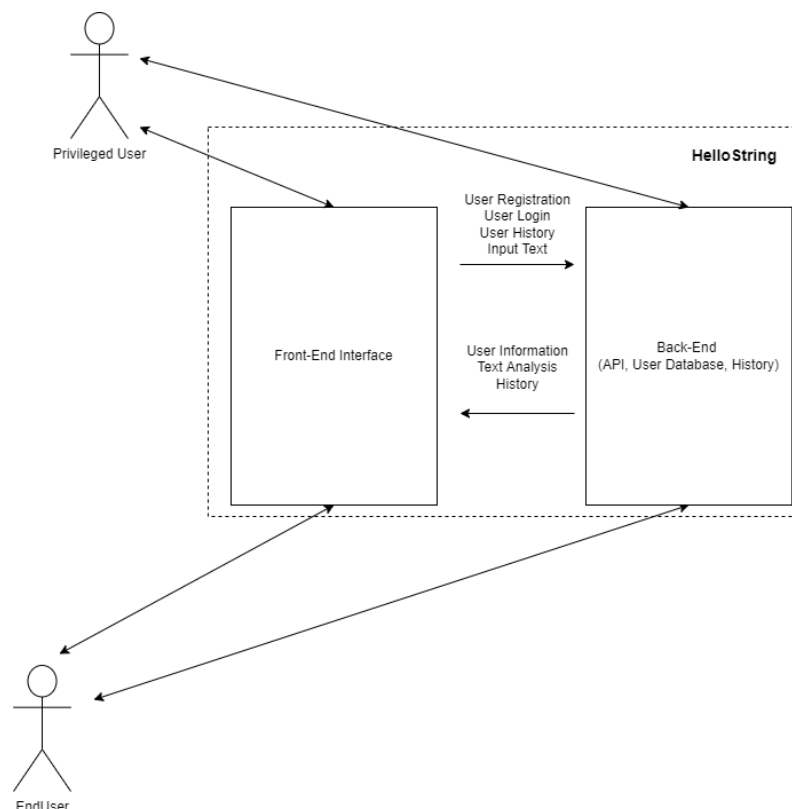 Privileged User
HelloString
User Registration
User Login
User History
Input Text
Front-End Interface
Back-End
(API, User Database, History)
User Information
Text Analysis
History
EndUser